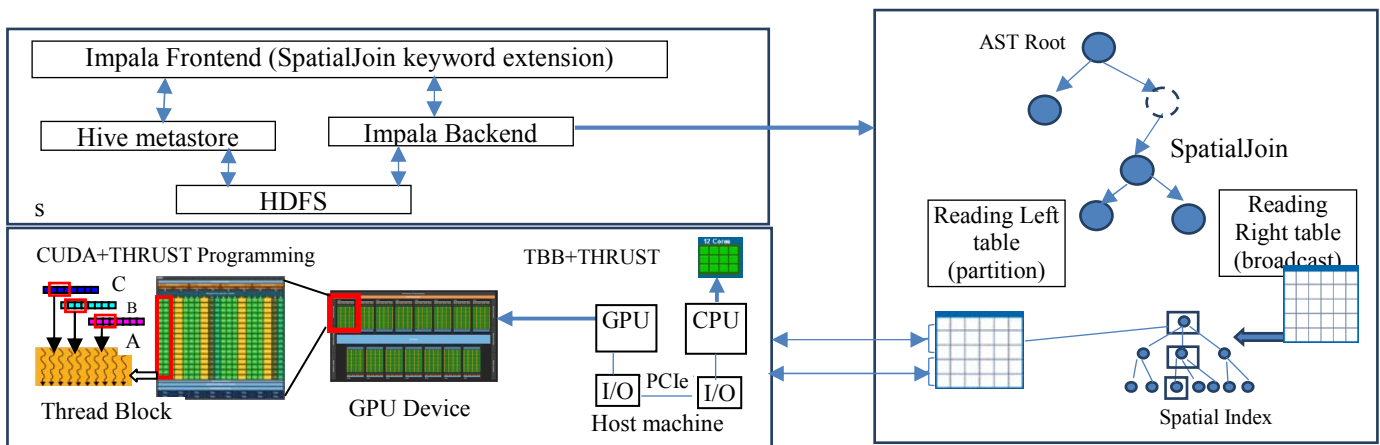 Impala Frontend (SpatialJoin keyword extension)
Hive metastore
Impala Backend
HDFS
S
AST Root
SpatialJoin
Reading Left
table
(partition)
Reading
Right table
(broadcast)
Spatial Index
CUDA+THRUST Programming
C
B
A
Thread Block
GPU Device
TBB+THRUST
12 Cores
GPU
CPU
I/O
PCIe
I/O
Host machine